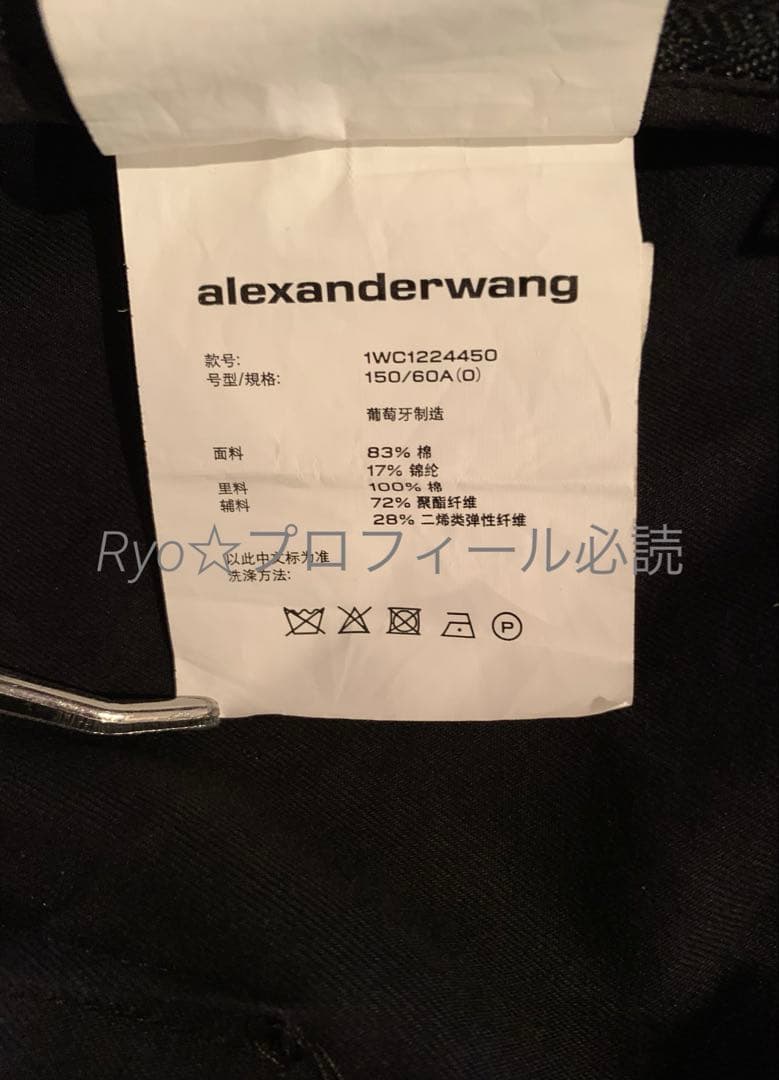 alexanderwang
款号: 1WC1224450
号型/規格: 150/60A(0)
葡萄牙制造
面料 83% 棉
17% 锦纶
里料 100% 棉
辅料 72% 聚酯纤维
28% 二烯类弹性纤维
Ryo☆プロフィール必読
以此中文标为准
洗涤方法:
P